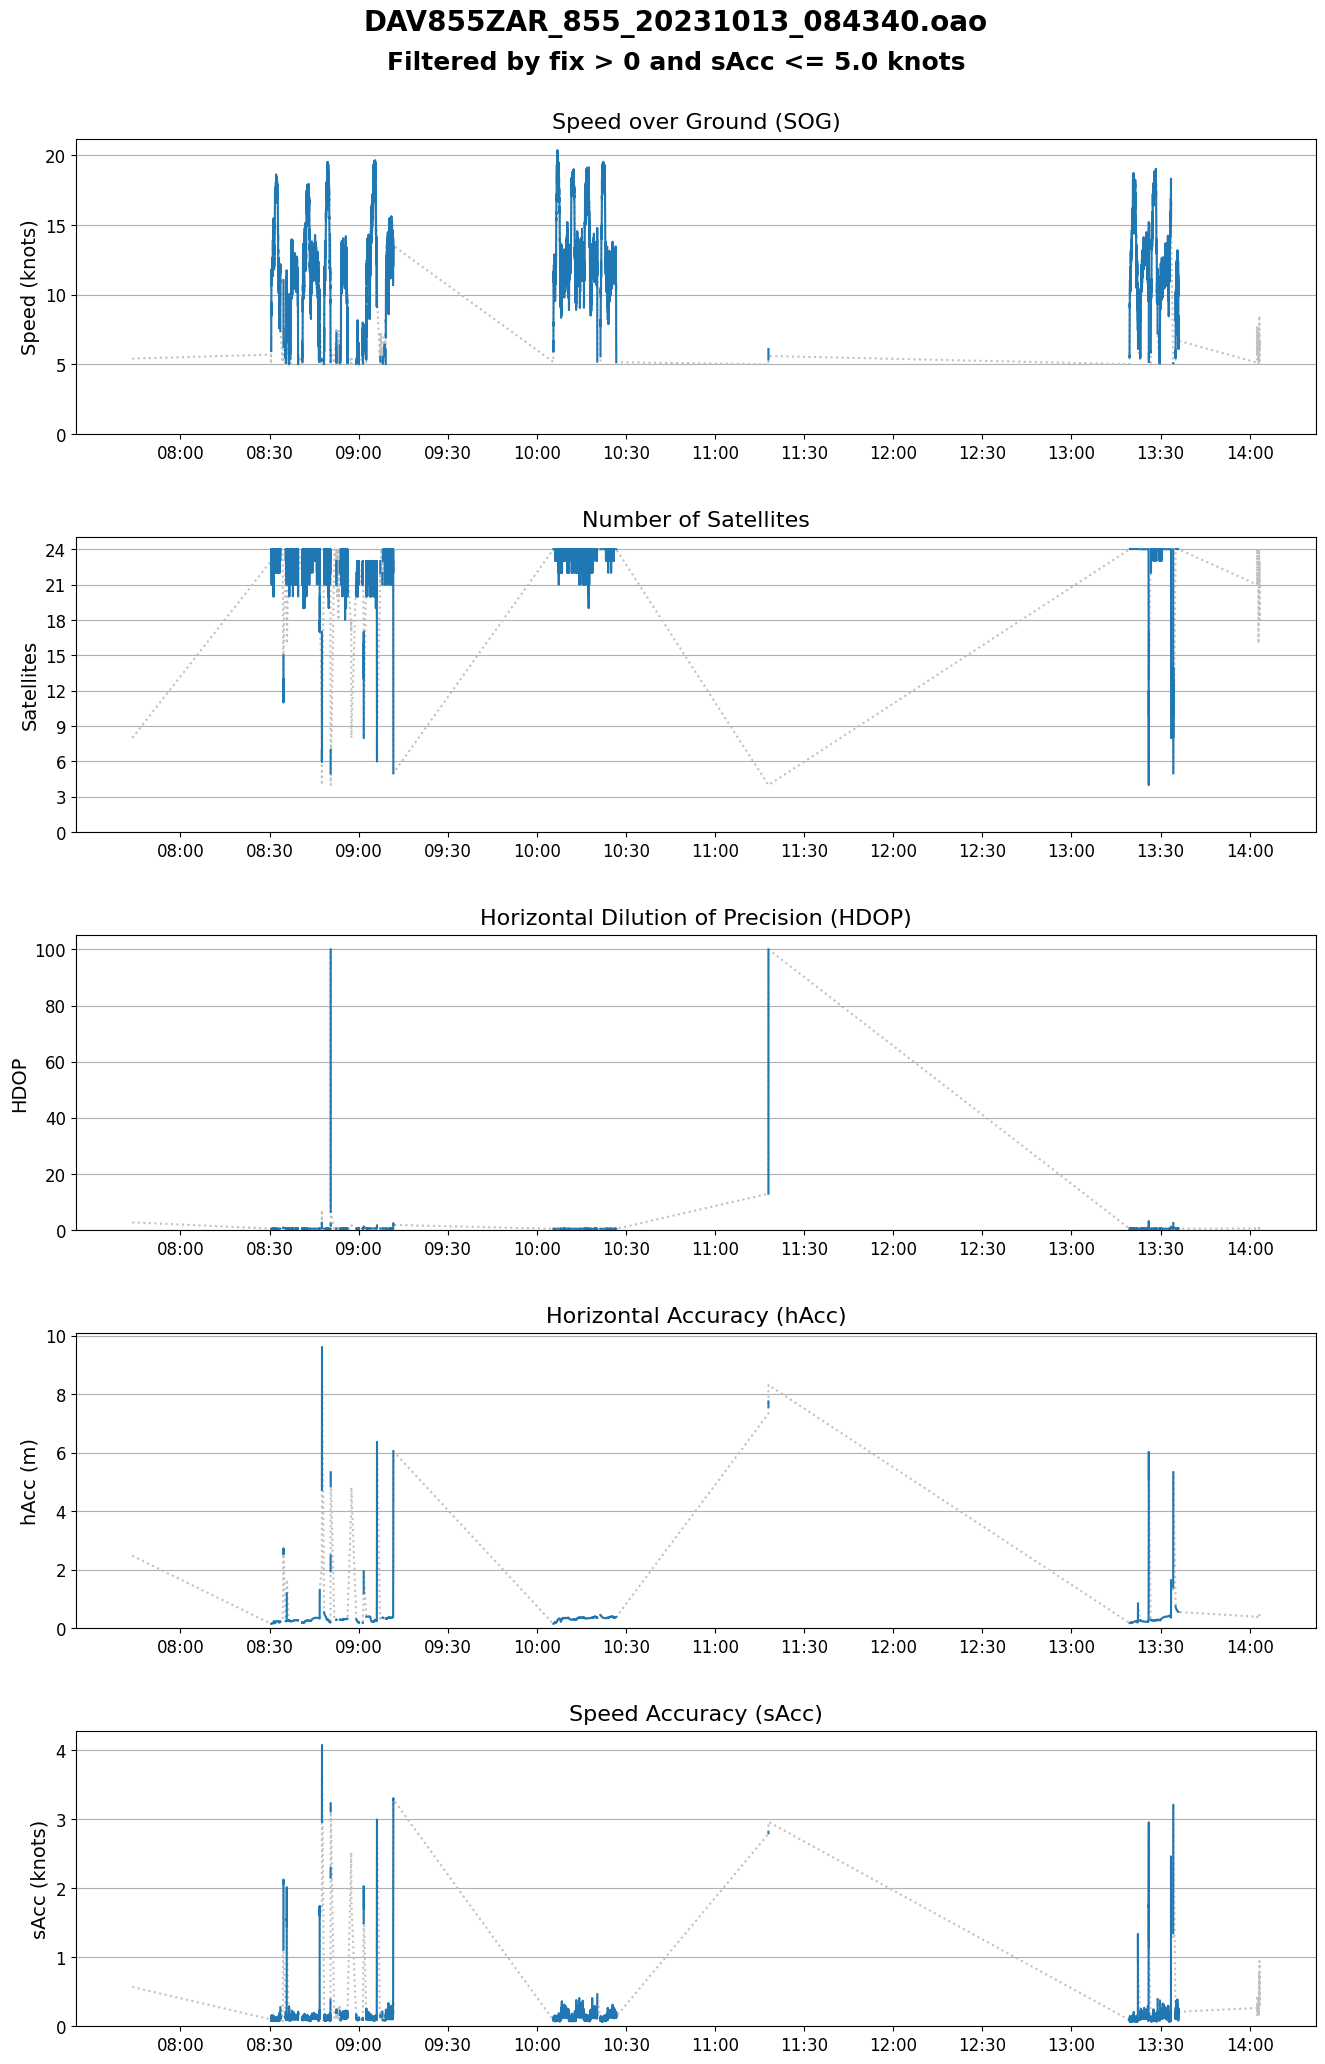 DAV855ZAR_855_20231013_084340.oao
Filtered by fix > 0 and sAcc <= 5.0 knots
Speed over Ground (SOG)
Speed (knots)
20
15
10
5
0
08:00 08:30 09:00 09:30 10:00 10:30 11:00 11:30 12:00 12:30 13:00 13:30 14:00
Number of Satellites
Satellites
24
21
18
15
12
9
6
3
0
08:00 08:30 09:00 09:30 10:00 10:30 11:00 11:30 12:00 12:30 13:00 13:30 14:00
Horizontal Dilution of Precision (HDOP)
HDOP
100
80
60
40
20
0
08:00 08:30 09:00 09:30 10:00 10:30 11:00 11:30 12:00 12:30 13:00 13:30 14:00
Horizontal Accuracy (hAcc)
hAcc (m)
10
8
6
4
2
0
08:00 08:30 09:00 09:30 10:00 10:30 11:00 11:30 12:00 12:30 13:00 13:30 14:00
Speed Accuracy (sAcc)
sAcc (knots)
4
3
2
1
0
08:00 08:30 09:00 09:30 10:00 10:30 11:00 11:30 12:00 12:30 13:00 13:30 14:00